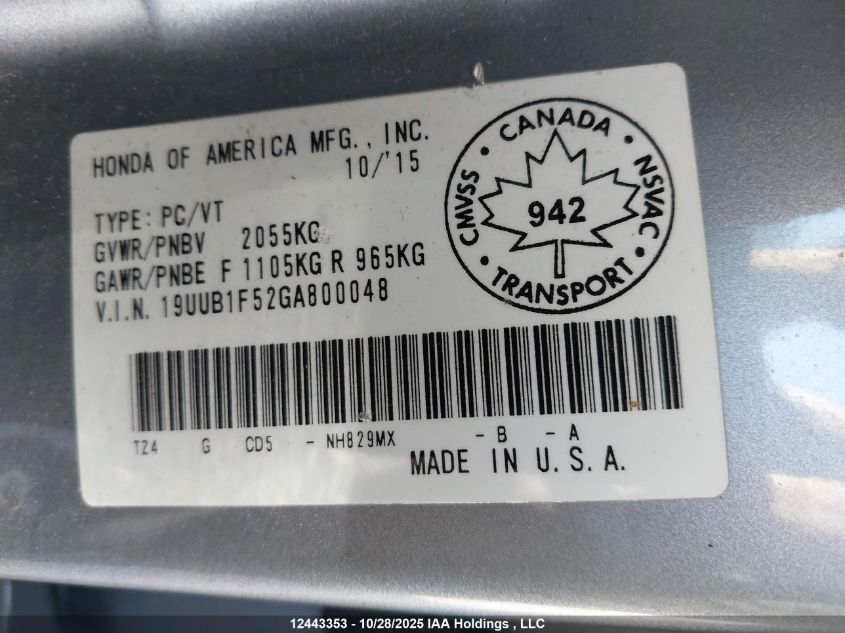 HONDA OF AMERICA MFG., INC.
10/'15
TYPE: PC/VT
GVWR/PNBV 2055KG
GAWR/PNBE F 1105KG R 965KG
V.I.N. 19UUB1F52GA800048
CANADA
CMVSS
NSVAC
942
TRANSPORT
TZ4 G CD5 - NH829MX - B - A
MADE IN U.S.A.
12443353 - 10/28/2025 IAA Holdings , LLC